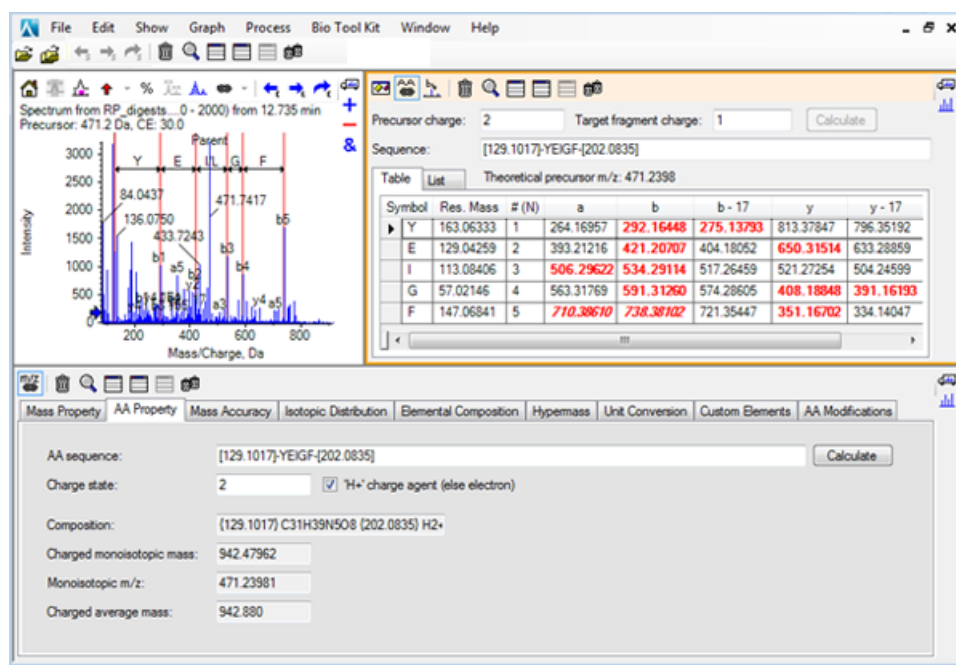 File Edit Show Graph Process Bio Tool Kit Window Help
Spectrum from RP_digests....0 - 2000) from 12.735 min
Precursor: 471.2 Da, CE: 30.0
Parent
Y E I/L G F
3000
2500
2000
1500
1000
500
0
84.0437
136.0750
433.7243
471.7417
b1
a5
b2
b3
b4
b5
a3
y4 a5
Intensity
200 400 600 800
Mass/Charge, Da
Precursor charge: 2 Target fragment charge: 1 Calculate
Sequence: [129.1017]-YEIGF-[202.0835]
Table List Theoretical precursor m/z: 471.2398
Symbol Res. Mass # (N) a b b - 17 y y - 17
Y 163.06333 1 264.16957 292.16448 275.13793 813.37847 796.35192
E 129.04259 2 393.21216 421.20707 404.18052 650.31514 633.28859
I 113.08406 3 506.29622 534.29114 517.26459 521.27254 504.24599
G 57.02146 4 563.31769 591.31260 574.28605 408.18848 391.16193
F 147.06841 5 710.38610 738.38102 721.35447 351.16702 334.14047
Mass Property AA Property Mass Accuracy Isotopic Distribution Elemental Composition Hypermass Unit Conversion Custom Elements AA Modifications
AA sequence: [129.1017]-YEIGF-[202.0835] Calculate
Charge state: 2 'H+' charge agent (else electron)
Composition: {129.1017} C31H39N5O8 {202.0835} H2+
Charged monoisotopic mass: 942.47962
Monoisotopic m/z: 471.23981
Charged average mass: 942.880